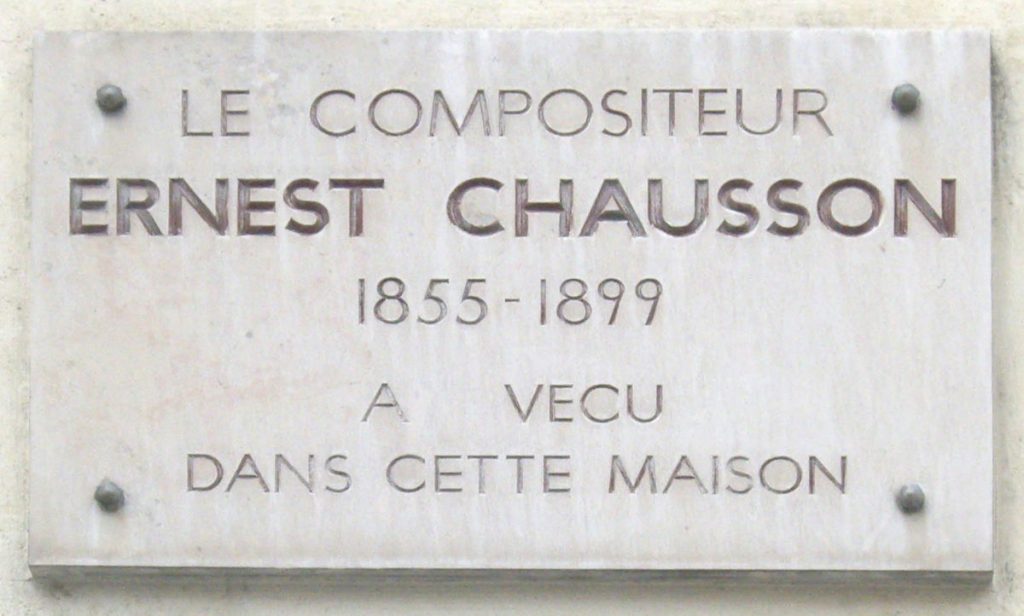 LE COMPOSITEUR
ERNEST CHAUSSON
1855-1899
A VECU
DANS CETTE MAISON